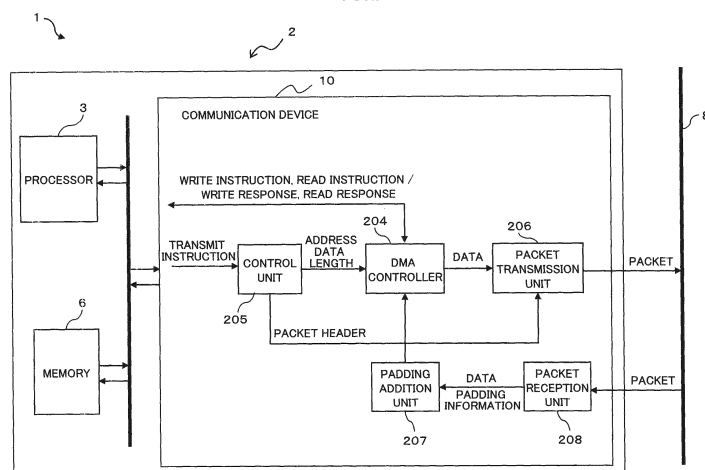 1
2
10
8
COMMUNICATION DEVICE
3
PROCESSOR
WRITE INSTRUCTION, READ INSTRUCTION /
WRITE RESPONSE, READ RESPONSE
204
206
TRANSMIT
INSTRUCTION
CONTROL
UNIT
205
ADDRESS
DATA
LENGTH
DMA
CONTROLLER
DATA
PACKET
TRANSMISSION
UNIT
PACKET
PACKET HEADER
6
MEMORY
PADDING
ADDITION
UNIT
207
DATA
PADDING
INFORMATION
PACKET
RECEPTION
UNIT
208
PACKET